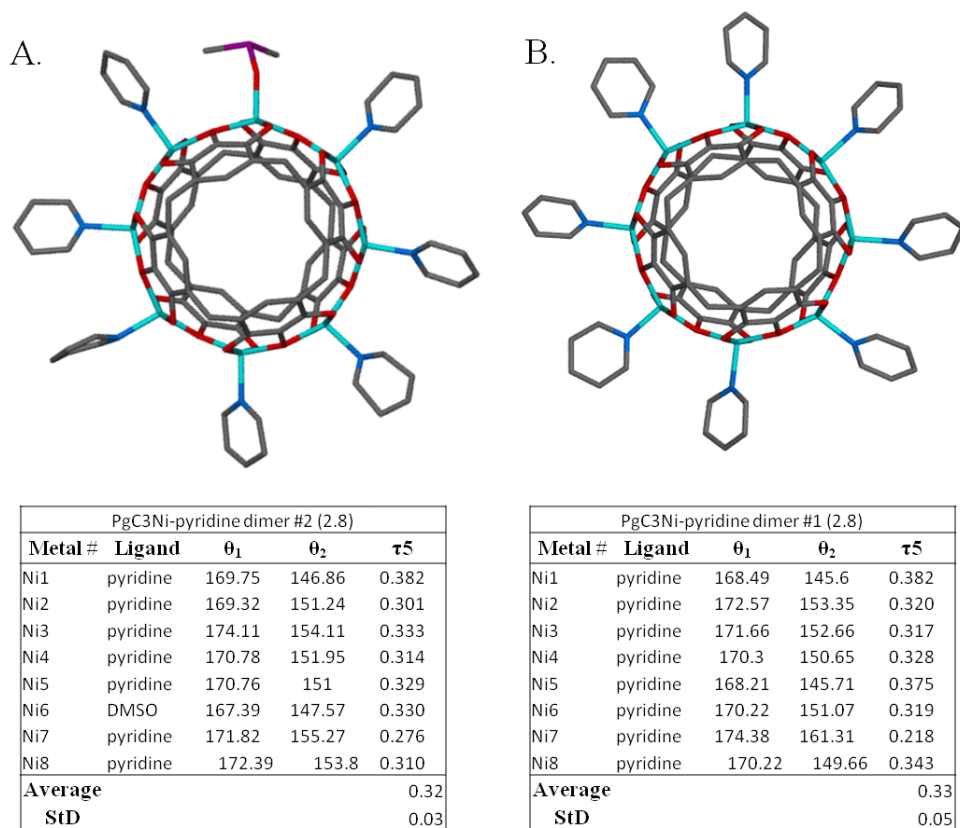 A.
B.
PgC3Ni-pyridine dimer #2 (2.8)
Metal # Ligand θ1 θ2 τ5
Ni1 pyridine 169.75 146.86 0.382
Ni2 pyridine 169.32 151.24 0.301
Ni3 pyridine 174.11 154.11 0.333
Ni4 pyridine 170.78 151.95 0.314
Ni5 pyridine 170.76 151 0.329
Ni6 DMSO 167.39 147.57 0.330
Ni7 pyridine 171.82 155.27 0.276
Ni8 pyridine 172.39 153.8 0.310
Average 0.32
StD 0.03
PgC3Ni-pyridine dimer #1 (2.8)
Metal # Ligand θ1 θ2 τ5
Ni1 pyridine 168.49 145.6 0.382
Ni2 pyridine 172.57 153.35 0.320
Ni3 pyridine 171.66 152.66 0.317
Ni4 pyridine 170.3 150.65 0.328
Ni5 pyridine 168.21 145.71 0.375
Ni6 pyridine 170.22 151.07 0.319
Ni7 pyridine 174.38 161.31 0.218
Ni8 pyridine 170.22 149.66 0.343
Average 0.33
StD 0.05